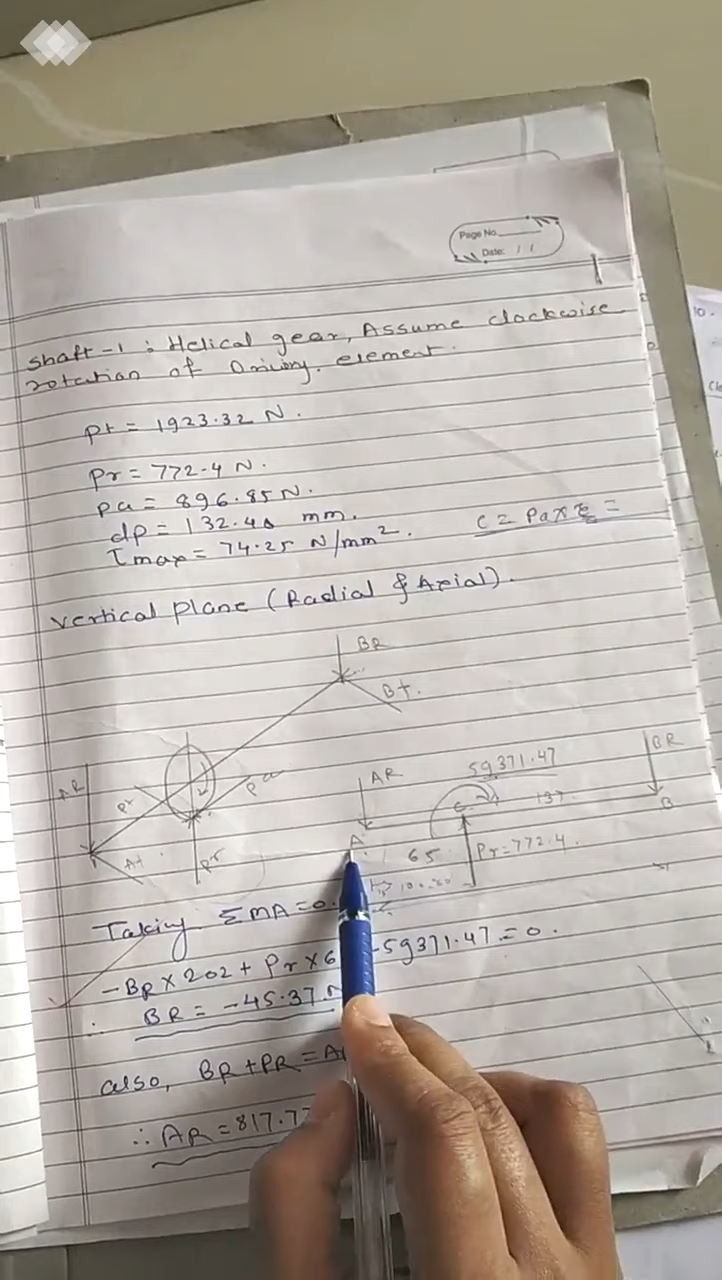 Page No.
Date: / /
Shaft-1: Helical gear, Assume clockwise
rotation of Driving. element.
Pt = 1923.32 N.
Pr = 772.4 N.
Pa = 896.85 N.
dp = 132.40 mm.
τmax = 74.25 N/mm².
C = Pa×r =
Vertical plane (Radial & Axial).
BR
Bt.
AR
Pt
Pa
At
Pr
AR
59371.47
BR
C
137
B
A
65
Pr=772.4.
Taking ΣMA=0.
-BR×202 + Pr×6 -59371.47=0.
∴ BR = -45.37 N
also, BR+PR = A
∴ AR = 817.7
10.